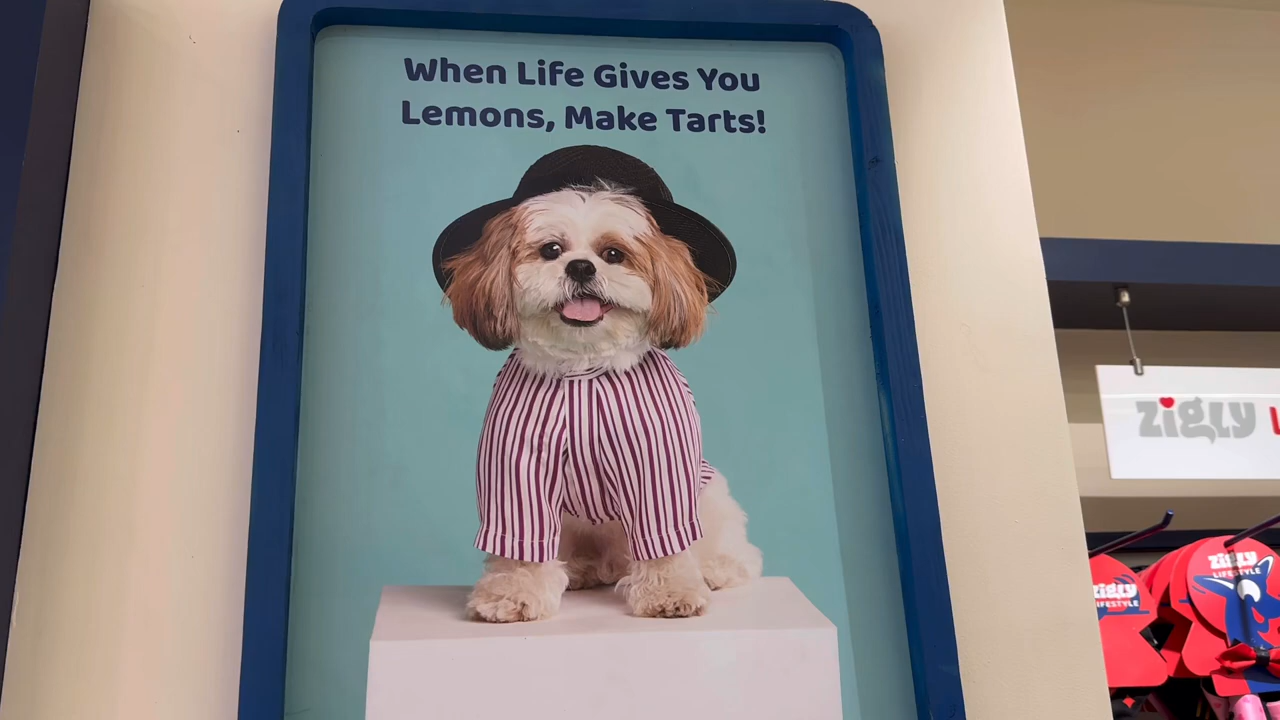 When Life Gives You
Lemons, Make Tarts!
zigly
zigly
LIFESTYLE
zigly
LIFESTYLE